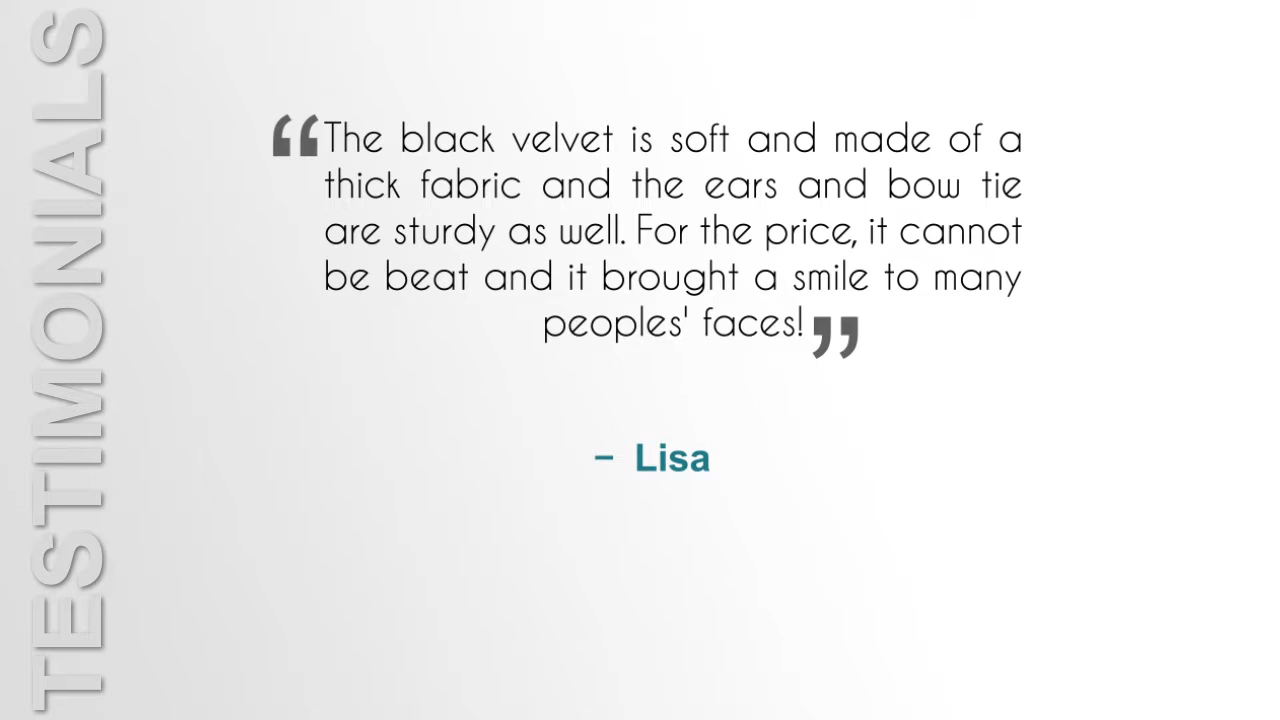 TESTIMONIALS
“The black velvet is soft and made of a
thick fabric and the ears and bow tie
are sturdy as well. For the price, it cannot
be beat and it brought a smile to many
peoples' faces!”
– Lisa